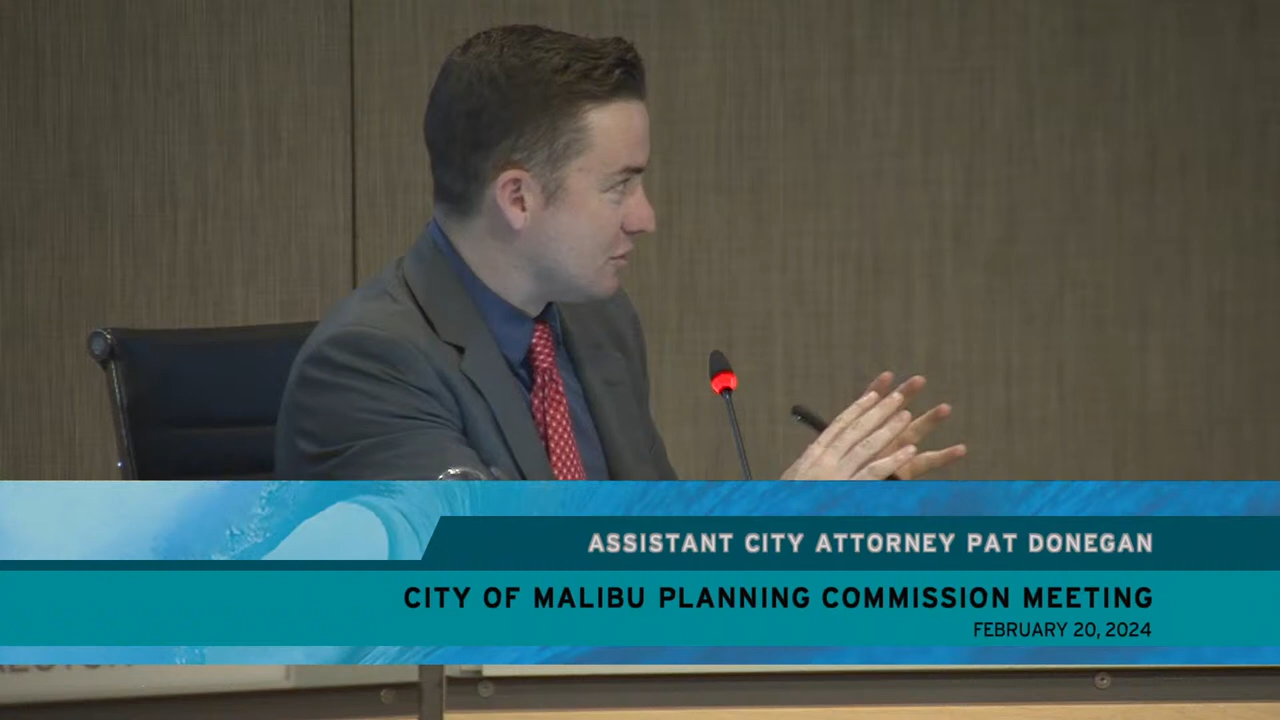 ASSISTANT CITY ATTORNEY PAT DONEGAN
CITY OF MALIBU PLANNING COMMISSION MEETING
FEBRUARY 20, 2024